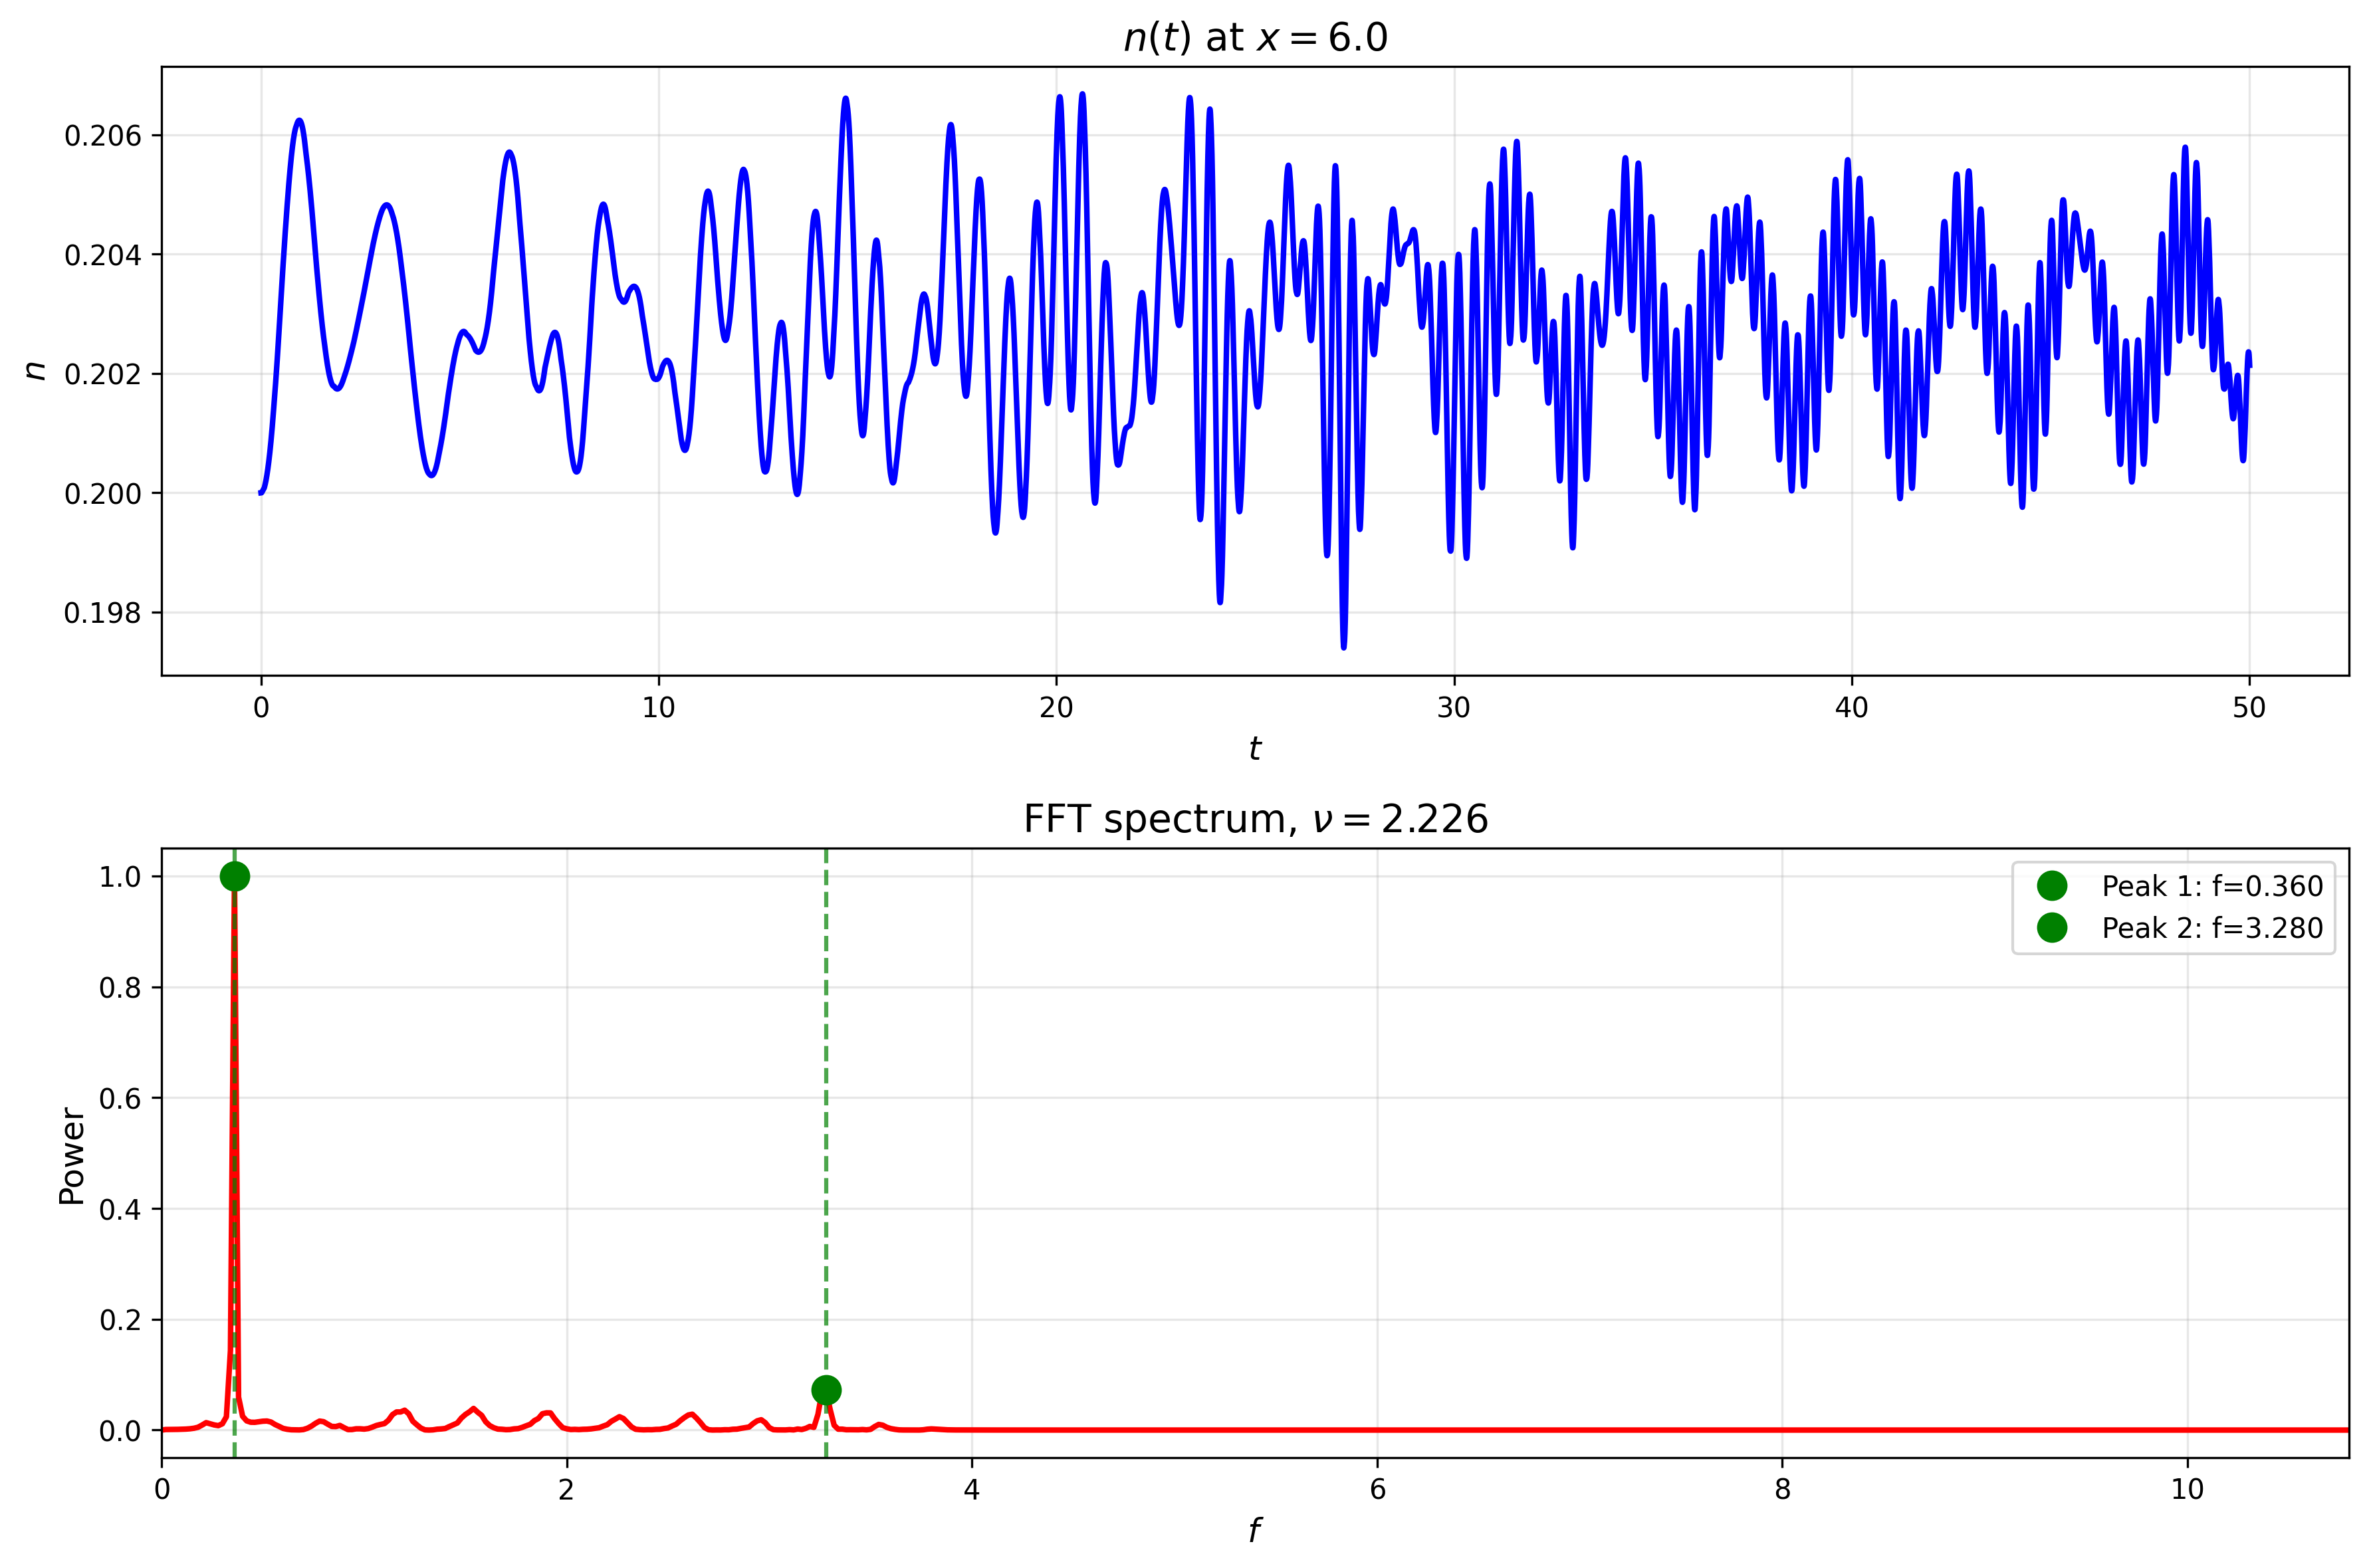 n(t) at x = 6.0
0.206
0.204
0.202
0.200
0.198
n
0 10 20 30 40 50
t
FFT spectrum, ν = 2.226
1.0
0.8
0.6
0.4
0.2
0.0
Power
Peak 1: f=0.360
Peak 2: f=3.280
0 2 4 6 8 10
f